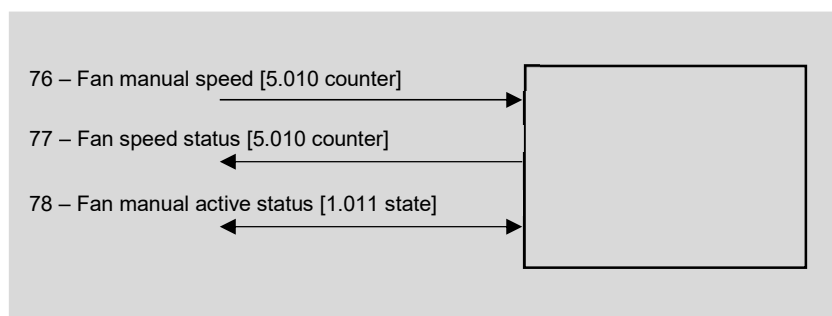 76 – Fan manual speed [5.010 counter]
77 – Fan speed status [5.010 counter]
78 – Fan manual active status [1.011 state]